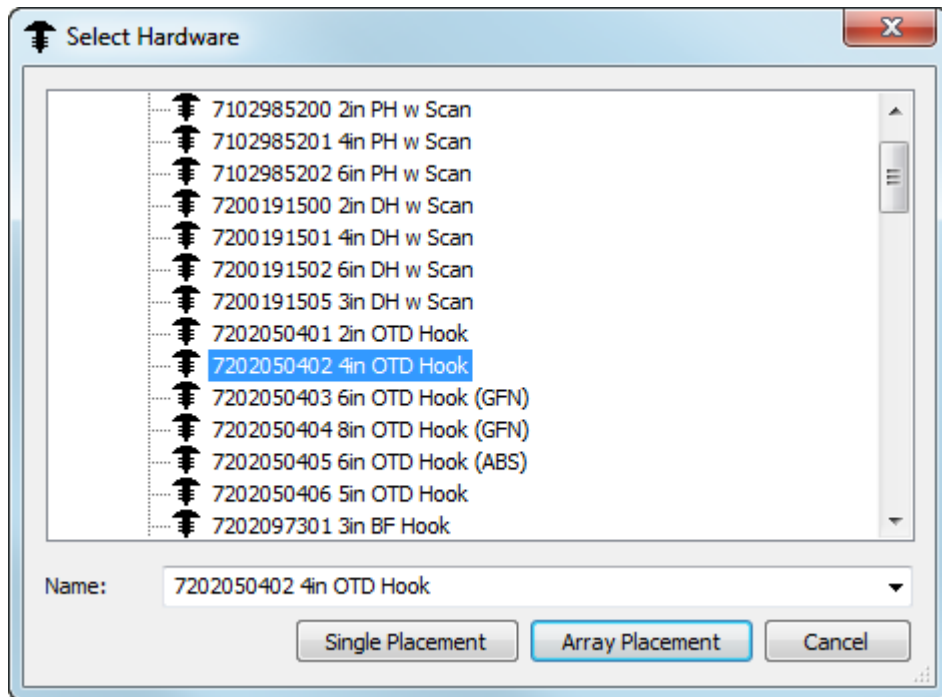 Select Hardware
7102985200 2in PH w Scan
7102985201 4in PH w Scan
7102985202 6in PH w Scan
7200191500 2in DH w Scan
7200191501 4in DH w Scan
7200191502 6in DH w Scan
7200191505 3in DH w Scan
7202050401 2in OTD Hook
7202050402 4in OTD Hook
7202050403 6in OTD Hook (GFN)
7202050404 8in OTD Hook (GFN)
7202050405 6in OTD Hook (ABS)
7202050406 5in OTD Hook
7202097301 3in BF Hook
Name: 7202050402 4in OTD Hook
Single Placement Array Placement Cancel